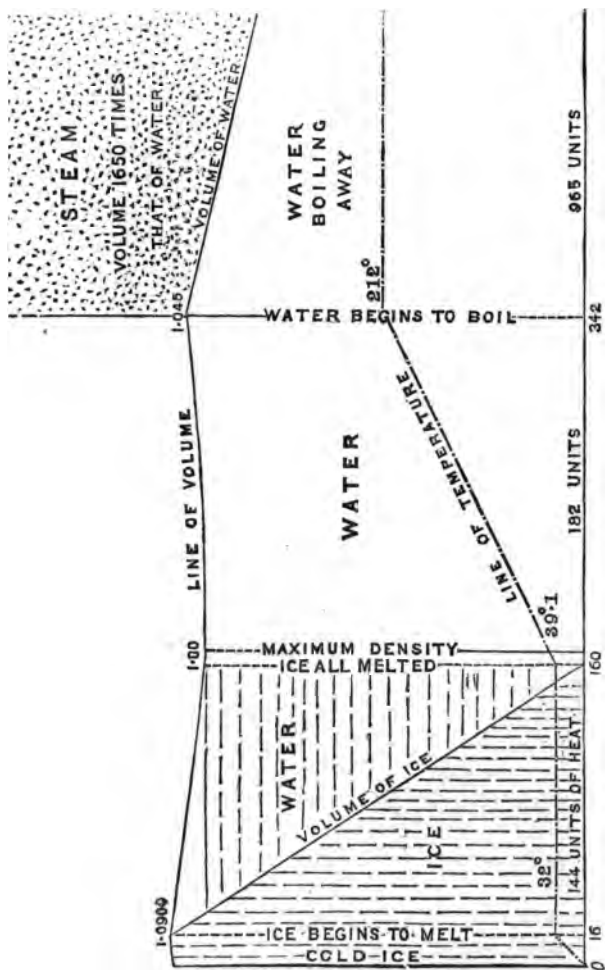 STEAM
VOLUME 1650 TIMES
THAT OF WATER
VOLUME OF WATER
WATER
BOILING
AWAY
965 UNITS
1·045
WATER BEGINS TO BOIL
212°
342
LINE OF VOLUME
WATER
LINE OF TEMPERATURE
182 UNITS
1·00
MAXIMUM DENSITY
ICE ALL MELTED
39°·1
160
WATER
VOLUME OF ICE
ICE
32°
144 UNITS OF HEAT
1·0909
ICE BEGINS TO MELT
COLD ICE
16
0